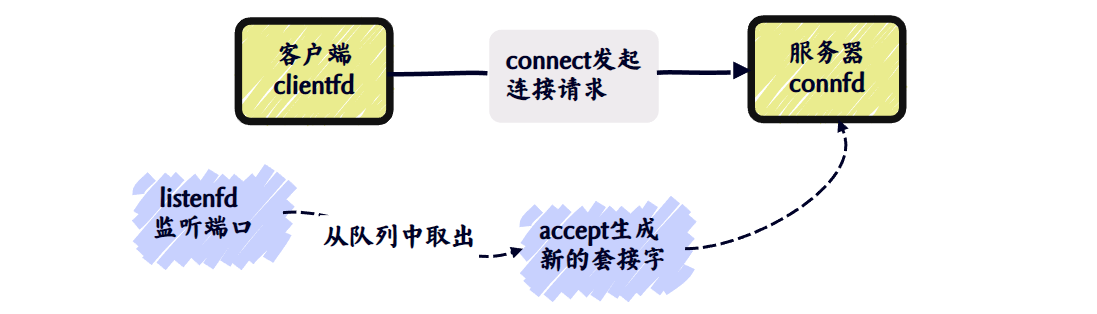 客户端
clientfd
connect发起
连接请求
服务器
connfd
listenfd
监听端口
从队列中取出
accept生成
新的套接字